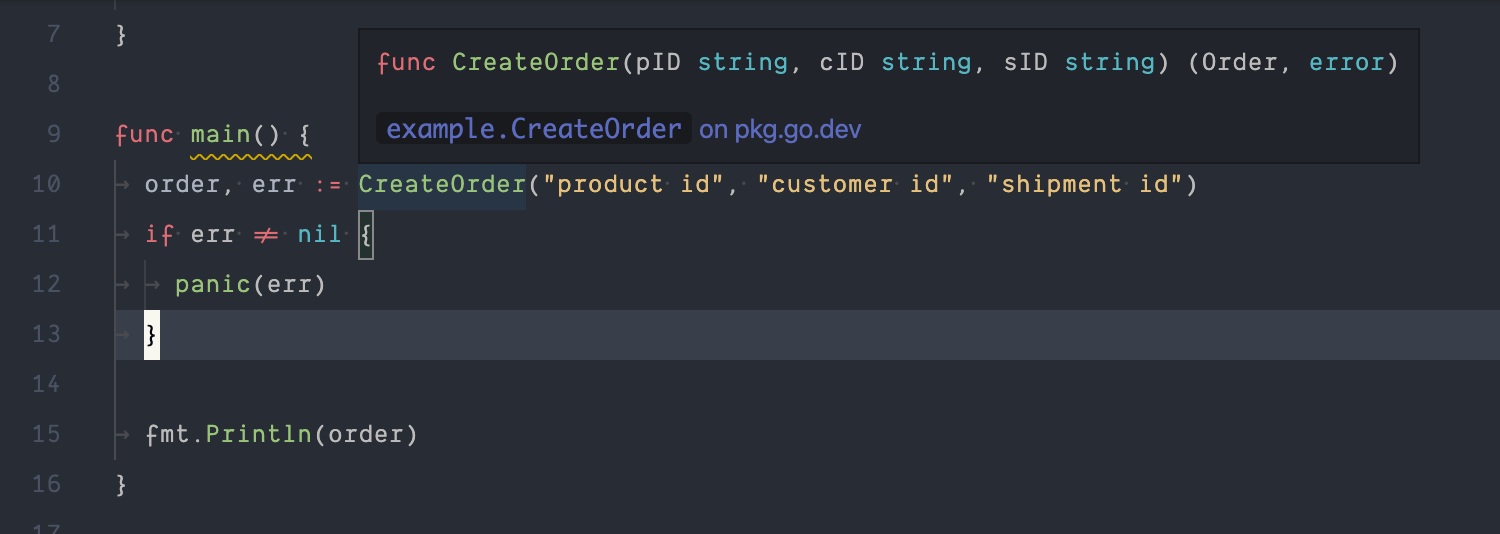 7 }
func CreateOrder(pID string, cID string, sID string) (Order, error)
8
example.CreateOrder on pkg.go.dev
9 func main() {
10 order, err := CreateOrder("product id", "customer id", "shipment id")
11 if err ≠ nil {
12 panic(err)
13 }
14
15 fmt.Println(order)
16 }
17